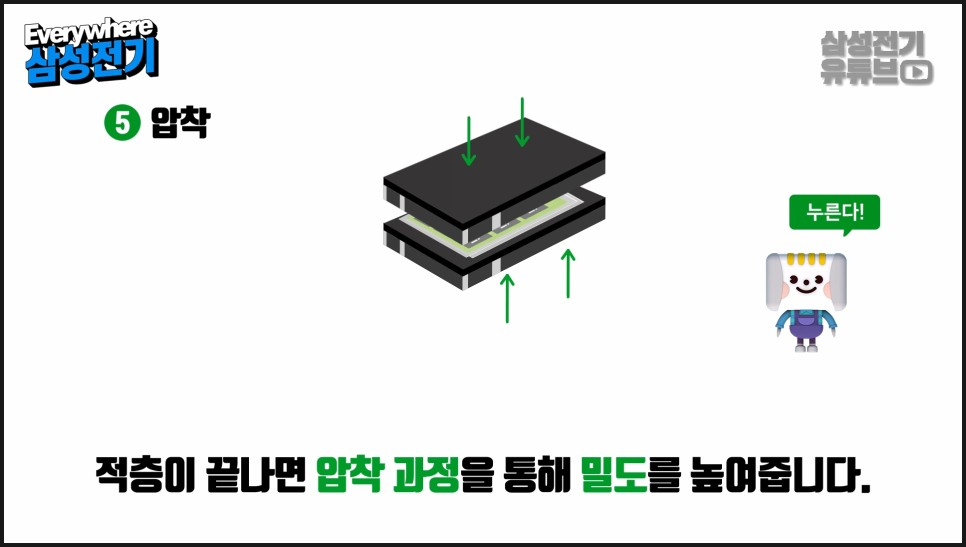 Everywhere
삼성전기
삼성전기
유튜브
5 압착
누른다!
적층이 끝나면 압착 과정을 통해 밀도를 높여줍니다.